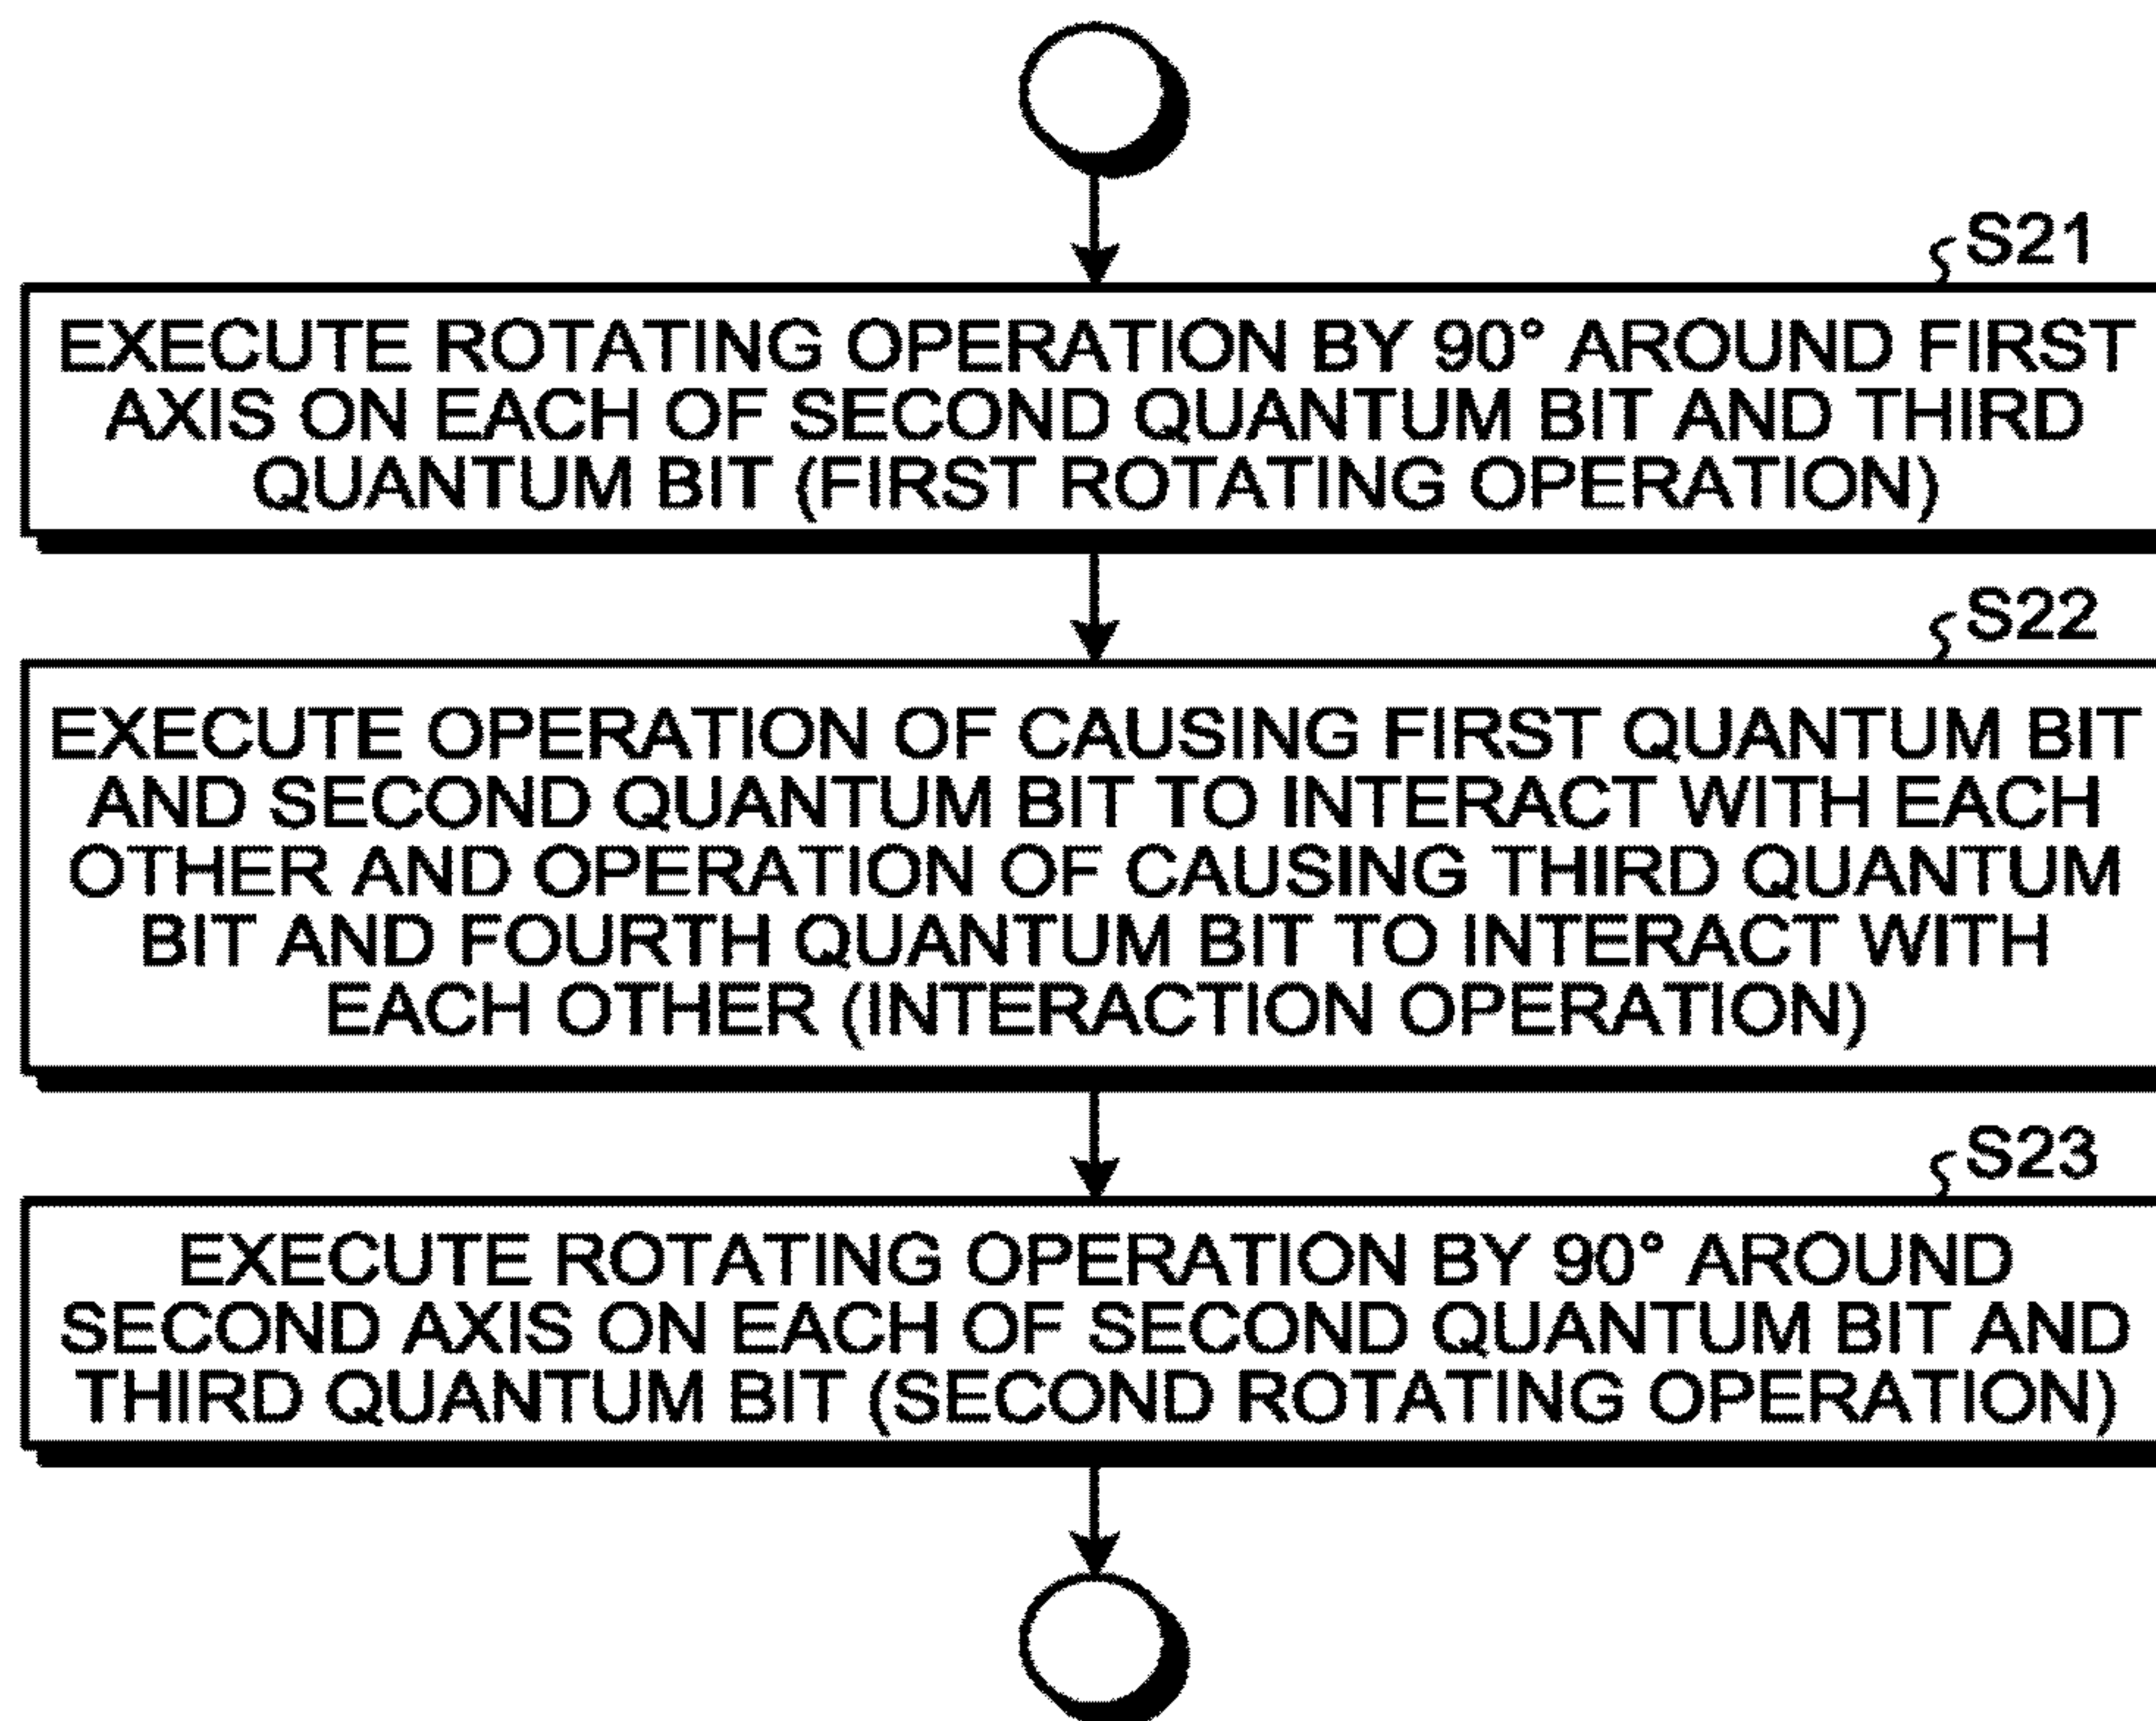 S21
EXECUTE ROTATING OPERATION BY 90° AROUND FIRST
AXIS ON EACH OF SECOND QUANTUM BIT AND THIRD
QUANTUM BIT (FIRST ROTATING OPERATION)
S22
EXECUTE OPERATION OF CAUSING FIRST QUANTUM BIT
AND SECOND QUANTUM BIT TO INTERACT WITH EACH
OTHER AND OPERATION OF CAUSING THIRD QUANTUM
BIT AND FOURTH QUANTUM BIT TO INTERACT WITH
EACH OTHER (INTERACTION OPERATION)
S23
EXECUTE ROTATING OPERATION BY 90° AROUND
SECOND AXIS ON EACH OF SECOND QUANTUM BIT AND
THIRD QUANTUM BIT (SECOND ROTATING OPERATION)